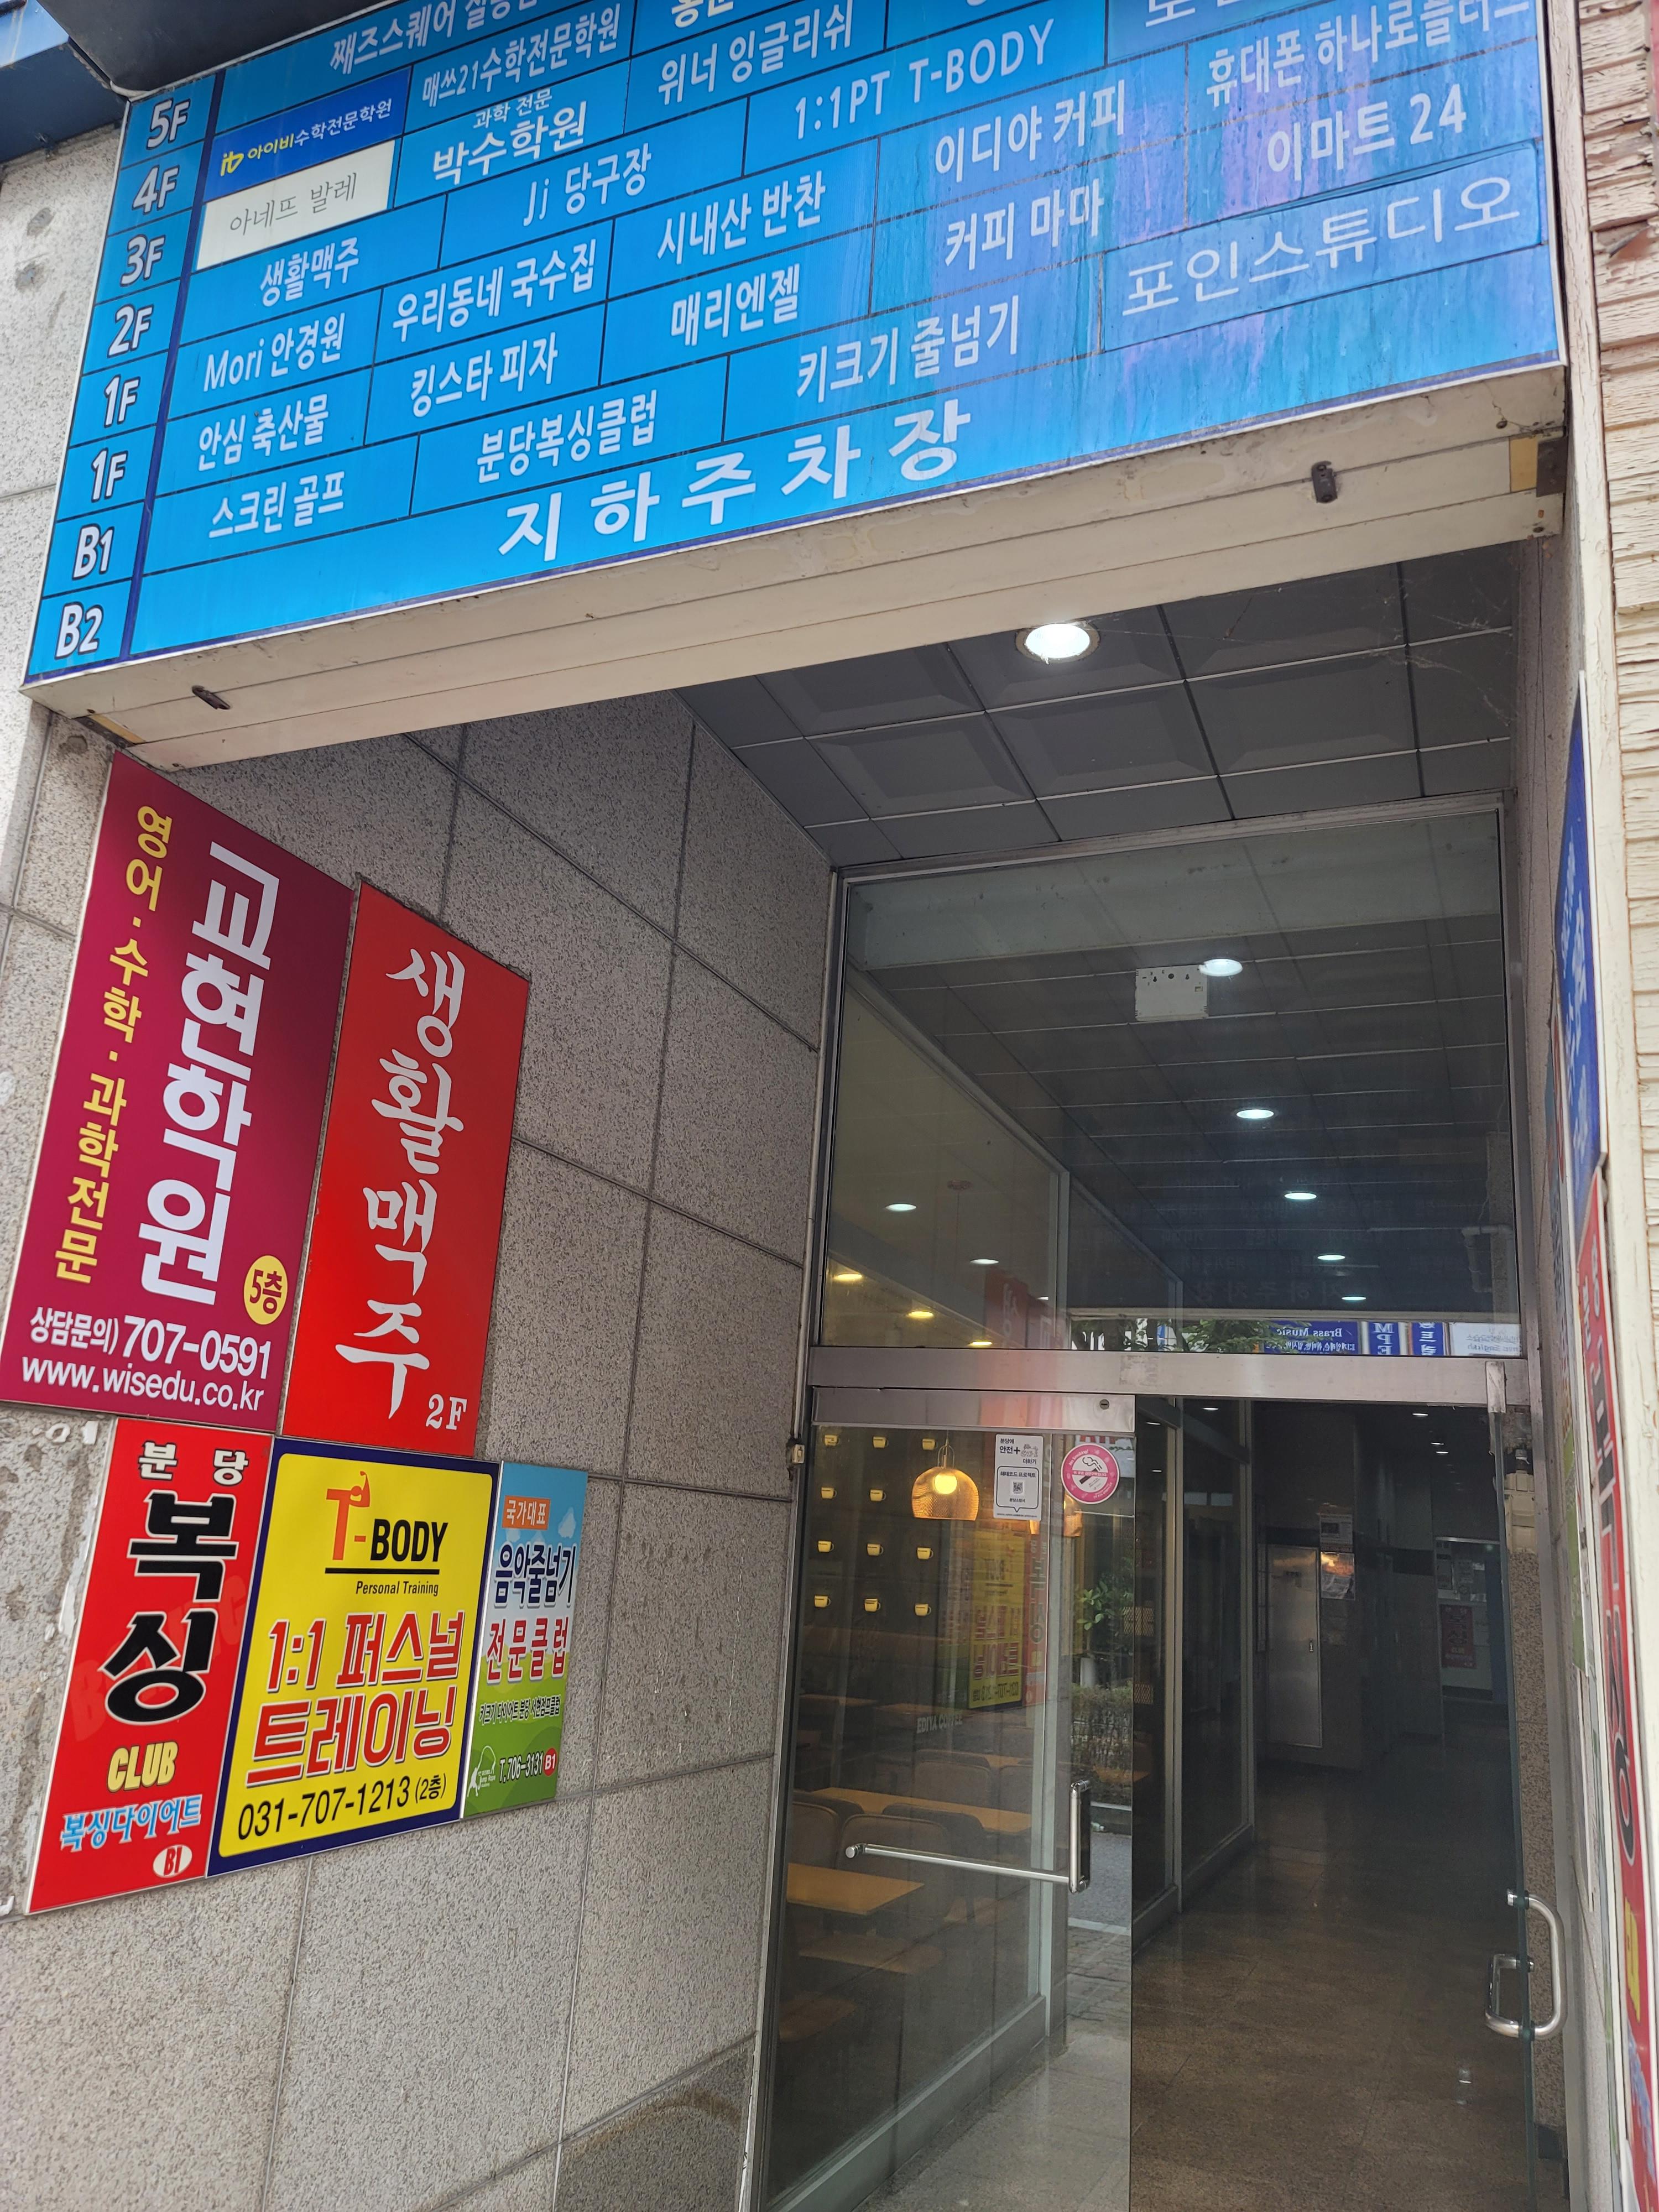 5F
째즈스퀘어
4F
아이비수학전문학원
매쓰21수학전문학원
위너 잉글리쉬
3F
아네뜨 발레
과학 전문
박수학원
1:1PT T-BODY
2F
생활맥주
Ji 당구장
이디야 커피
휴대폰 하나로플러스
1F
Mori 안경원
우리동네 국수집
시내산 반찬
커피 마마
이마트 24
1F
안심 축산물
킹스타 피자
매리엔젤
포인스튜디오
B1
스크린 골프
분당복싱클럽
키크기 줄넘기
B2
지하주차장
영어·수학·과학전문
교현학원
5층
상담문의) 707-0591
www.wisedu.co.kr
생활맥주
2F
분당
복싱
CLUB
복싱다이어트
B1
T-BODY
Personal Training
1:1 퍼스널
트레이닝
031-707-1213 (2층)
국가대표
음악줄넘기
전문클럽
T.706-3131 B1